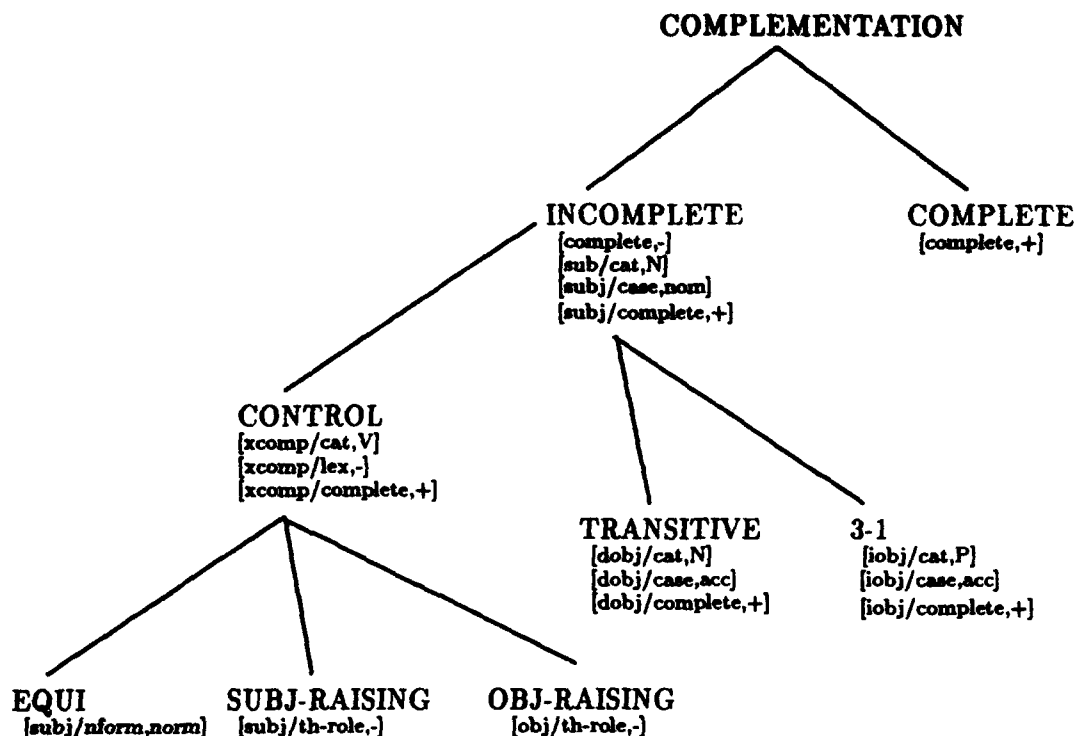 COMPLEMENTATION
INCOMPLETE
[complete,-]
[sub/cat,N]
[subj/case,nom]
[subj/complete,+]
COMPLETE
[complete,+]
CONTROL
[xcomp/cat,V]
[xcomp/lex,-]
[xcomp/complete,+]
TRANSITIVE
[dobj/cat,N]
[dobj/case,acc]
[dobj/complete,+]
3-1
[iobj/cat,P]
[iobj/case,acc]
[iobj/complete,+]
EQUI
[subj/nform,norm]
SUBJ-RAISING
[subj/th-role,-]
OBJ-RAISING
[obj/th-role,-]